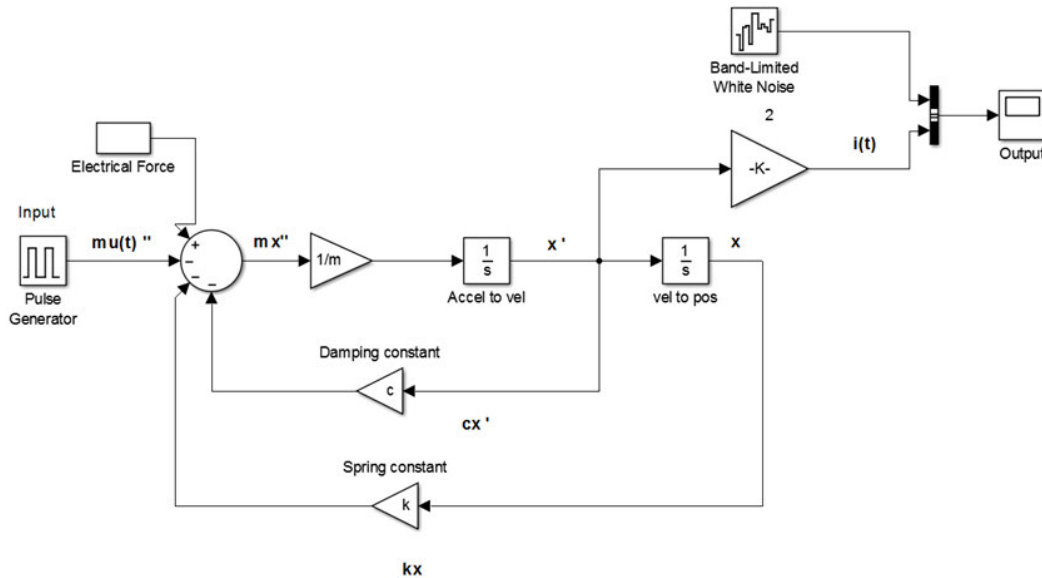 Band-Limited
White Noise
2
-K-
i(t)
Output
Electrical Force
Input
mu(t) "
Pulse
Generator
+
−
−
−
mx"
1/m
1
s
Accel to vel
x '
1
s
vel to pos
x
Damping constant
c
cx '
Spring constant
k
kx